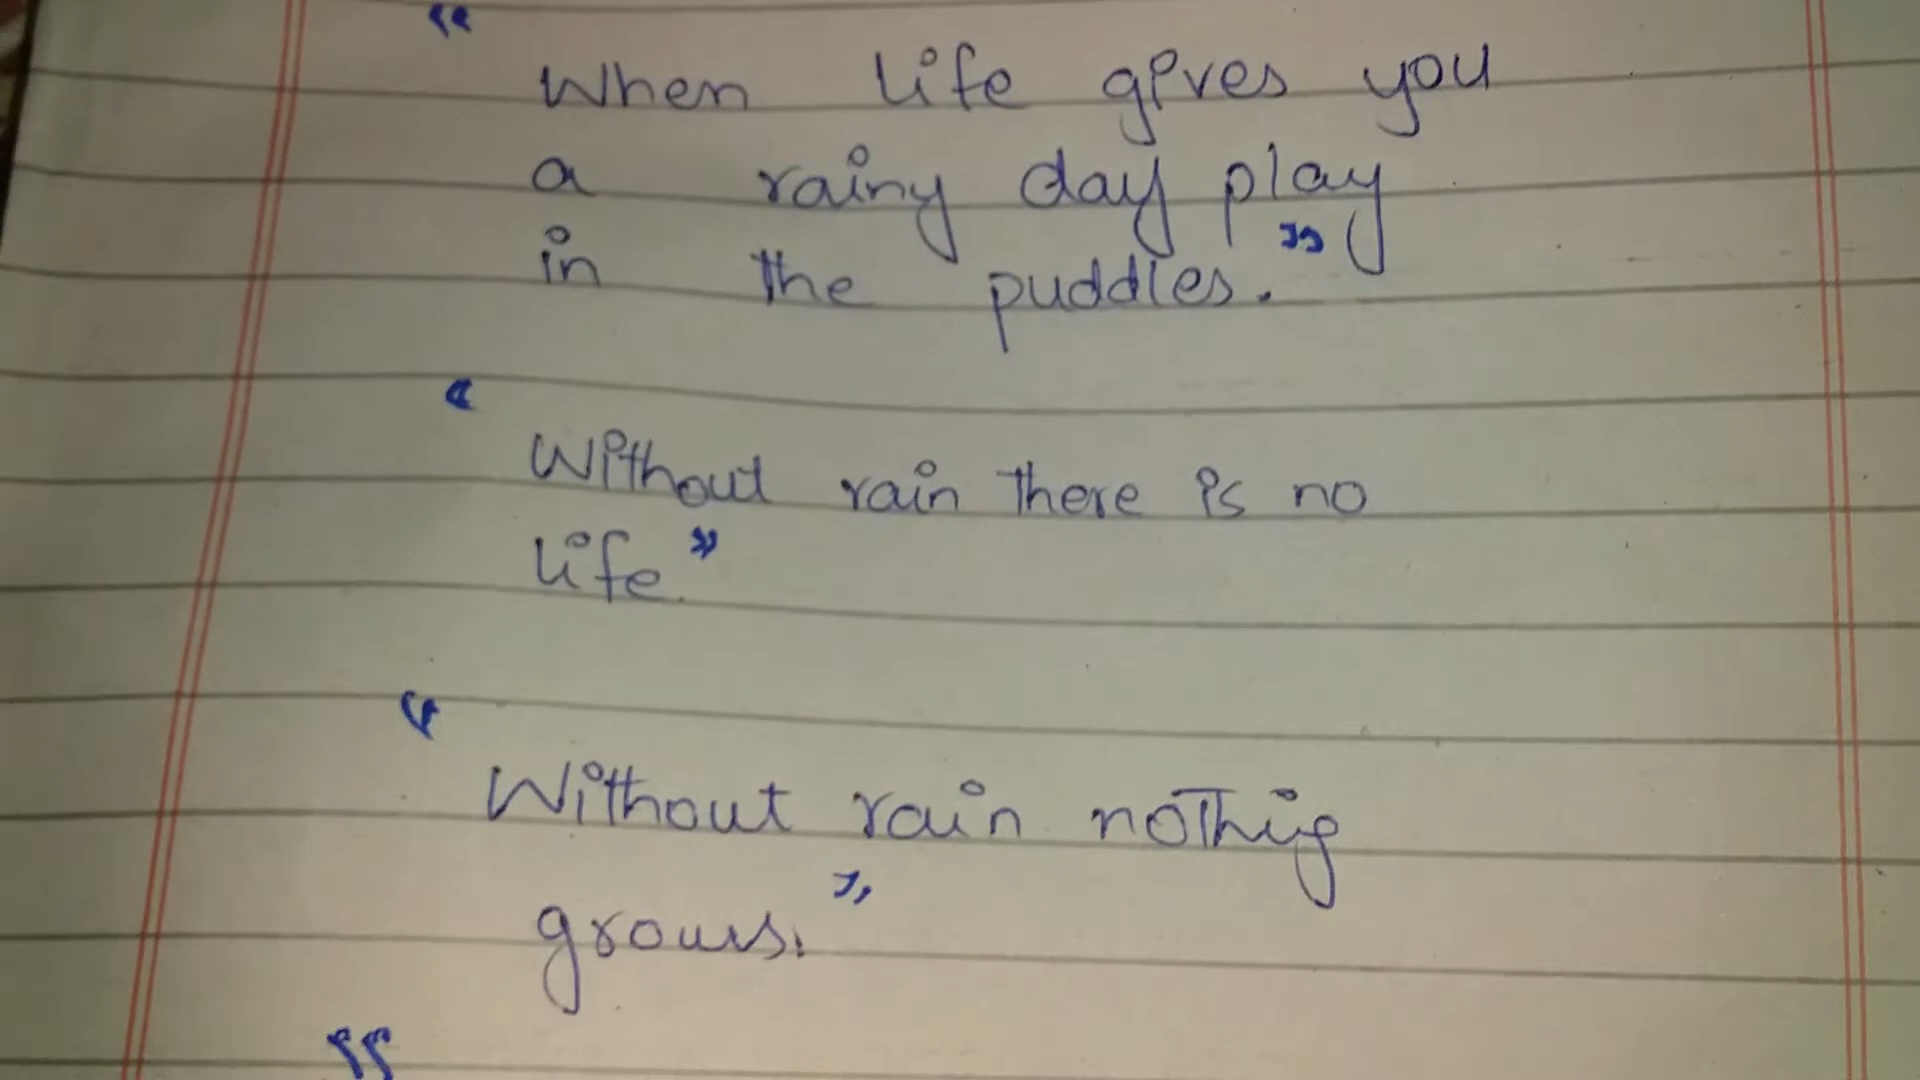 “
When life gives you
a rainy day play
in the puddles.”
“
Without rain there is no
life.”
“
Without rain nothig
grows.”
“